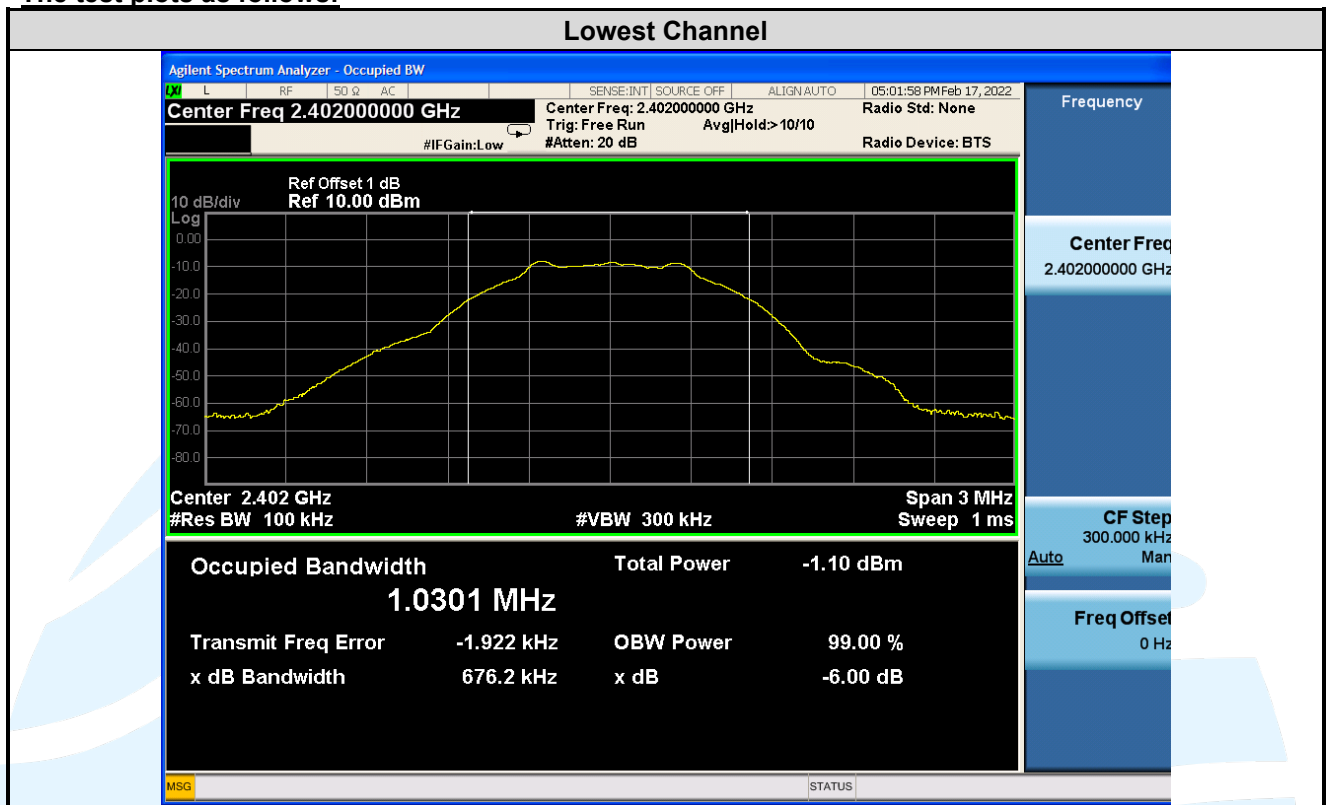 The test plots as follows:
Lowest Channel
Agilent Spectrum Analyzer - Occupied BW
LXI L RF 50 Ω AC SENSE:INT SOURCE OFF ALIGN AUTO 05:01:58 PM Feb 17, 2022
Center Freq 2.402000000 GHz
Center Freq: 2.402000000 GHz
Radio Std: None
Trig: Free Run Avg|Hold:> 10/10
#IFGain:Low
#Atten: 20 dB
Radio Device: BTS
Frequency
Ref Offset 1 dB
10 dB/div Ref 10.00 dBm
Log
0.00
-10.0
-20.0
-30.0
-40.0
-50.0
-60.0
-70.0
-80.0
Center 2.402 GHz Span 3 MHz
#Res BW 100 kHz #VBW 300 kHz Sweep 1 ms
Center Freq
2.402000000 GHz
CF Step
300.000 kHz
Auto Man
Freq Offset
0 Hz
Occupied Bandwidth Total Power -1.10 dBm
1.0301 MHz
Transmit Freq Error -1.922 kHz OBW Power 99.00 %
x dB Bandwidth 676.2 kHz x dB -6.00 dB
MSG STATUS